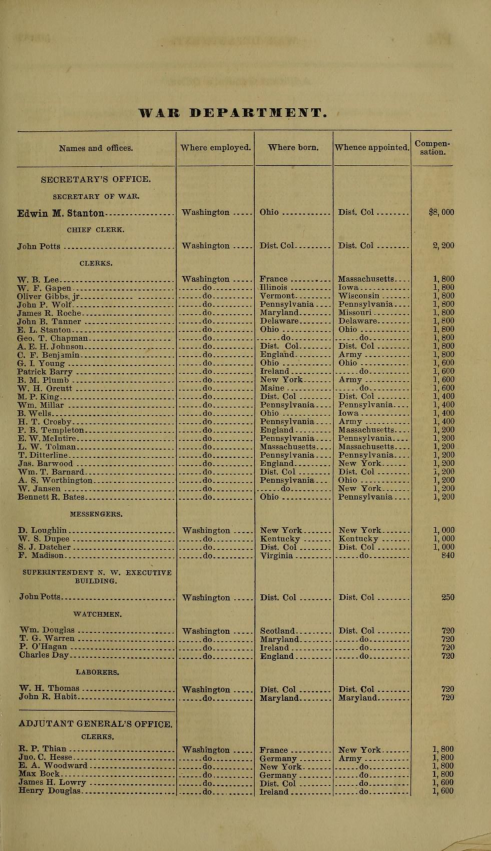 WAR DEPARTMENT.
Names and offices. Where employed. Where born. Whence appointed. Compen-
sation.
SECRETARY'S OFFICE.
SECRETARY OF WAR.
Edwin M. Stanton Washington Ohio Dist. Col $8,000
CHIEF CLERK.
John Potts Washington Dist. Col Dist. Col 2,200
CLERKS.
W. B. Lee Washington France Massachusetts 1,800
W. F. Gapen do Illinois Iowa 1,800
Oliver Gibbs, jr do Vermont Wisconsin 1,800
John P. Wolf do Pennsylvania Pennsylvania 1,800
James R. Roche do Maryland Missouri 1,800
John B. Tanner do Delaware Delaware 1,800
E. L. Stanton do Ohio Ohio 1,800
Geo. T. Chapman do do do 1,800
A. E. H. Johnson do Dist. Col Dist. Col 1,800
C. F. Benjamin do England Army 1,800
G. I. Young do Ohio Ohio 1,600
Patrick Barry do Ireland do 1,600
B. M. Plumb do New York Army 1,600
W. H. Orcutt do Maine do 1,600
M. P. King do Dist. Col Dist. Col 1,400
Wm. Millar do Pennsylvania Pennsylvania 1,400
B. Wells do Ohio Iowa 1,400
H. T. Crosby do Pennsylvania Army 1,400
P. B. Templeton do England Massachusetts 1,200
E. W. McIntire do Pennsylvania Pennsylvania 1,200
L. W. Tolman do Massachusetts Massachusetts 1,200
T. Ditterline do Pennsylvania Pennsylvania 1,200
Jas. Barwood do England New York 1,200
Wm. T. Barnard do Dist. Col Dist. Col 1,200
A. S. Worthington do Pennsylvania Ohio 1,200
W. Jansen do do New York 1,200
Bennett R. Bates do Ohio Pennsylvania 1,200
MESSENGERS.
D. Loughlin Washington New York New York 1,000
W. S. Dupee do Kentucky Kentucky 1,000
S. J. Datcher do Dist. Col Dist. Col 1,000
F. Madison do Virginia do 840
SUPERINTENDENT N. W. EXECUTIVE
BUILDING.
John Potts Washington Dist. Col Dist. Col 250
WATCHMEN.
Wm. Douglas Washington Scotland Dist. Col 720
T. G. Warren do Maryland do 720
P. O'Hagan do Ireland do 720
Charles Day do England do 720
LABORERS.
W. H. Thomas Washington Dist. Col Dist. Col 720
John R. Habit do Maryland Maryland 720
ADJUTANT GENERAL'S OFFICE.
CLERKS.
R. P. Thian Washington France New York 1,800
Jno. C. Hesse do Germany Army 1,800
E. A. Woodward do New York do 1,800
Max Bock do Germany do 1,800
James H. Lowry do Dist. Col do 1,600
Henry Douglas do Ireland do 1,600